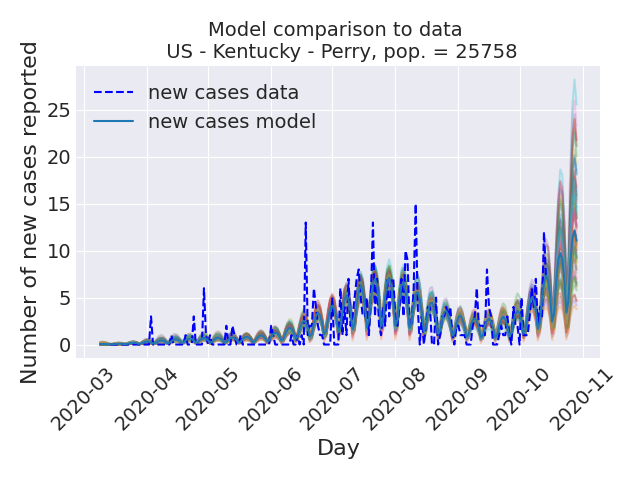 Model comparison to data
US - Kentucky - Perry, pop. = 25758
Number of new cases reported
25
20
15
10
5
0
new cases data
new cases model
2020-03
2020-04
2020-05
2020-06
2020-07
2020-08
2020-09
2020-10
2020-11
Day